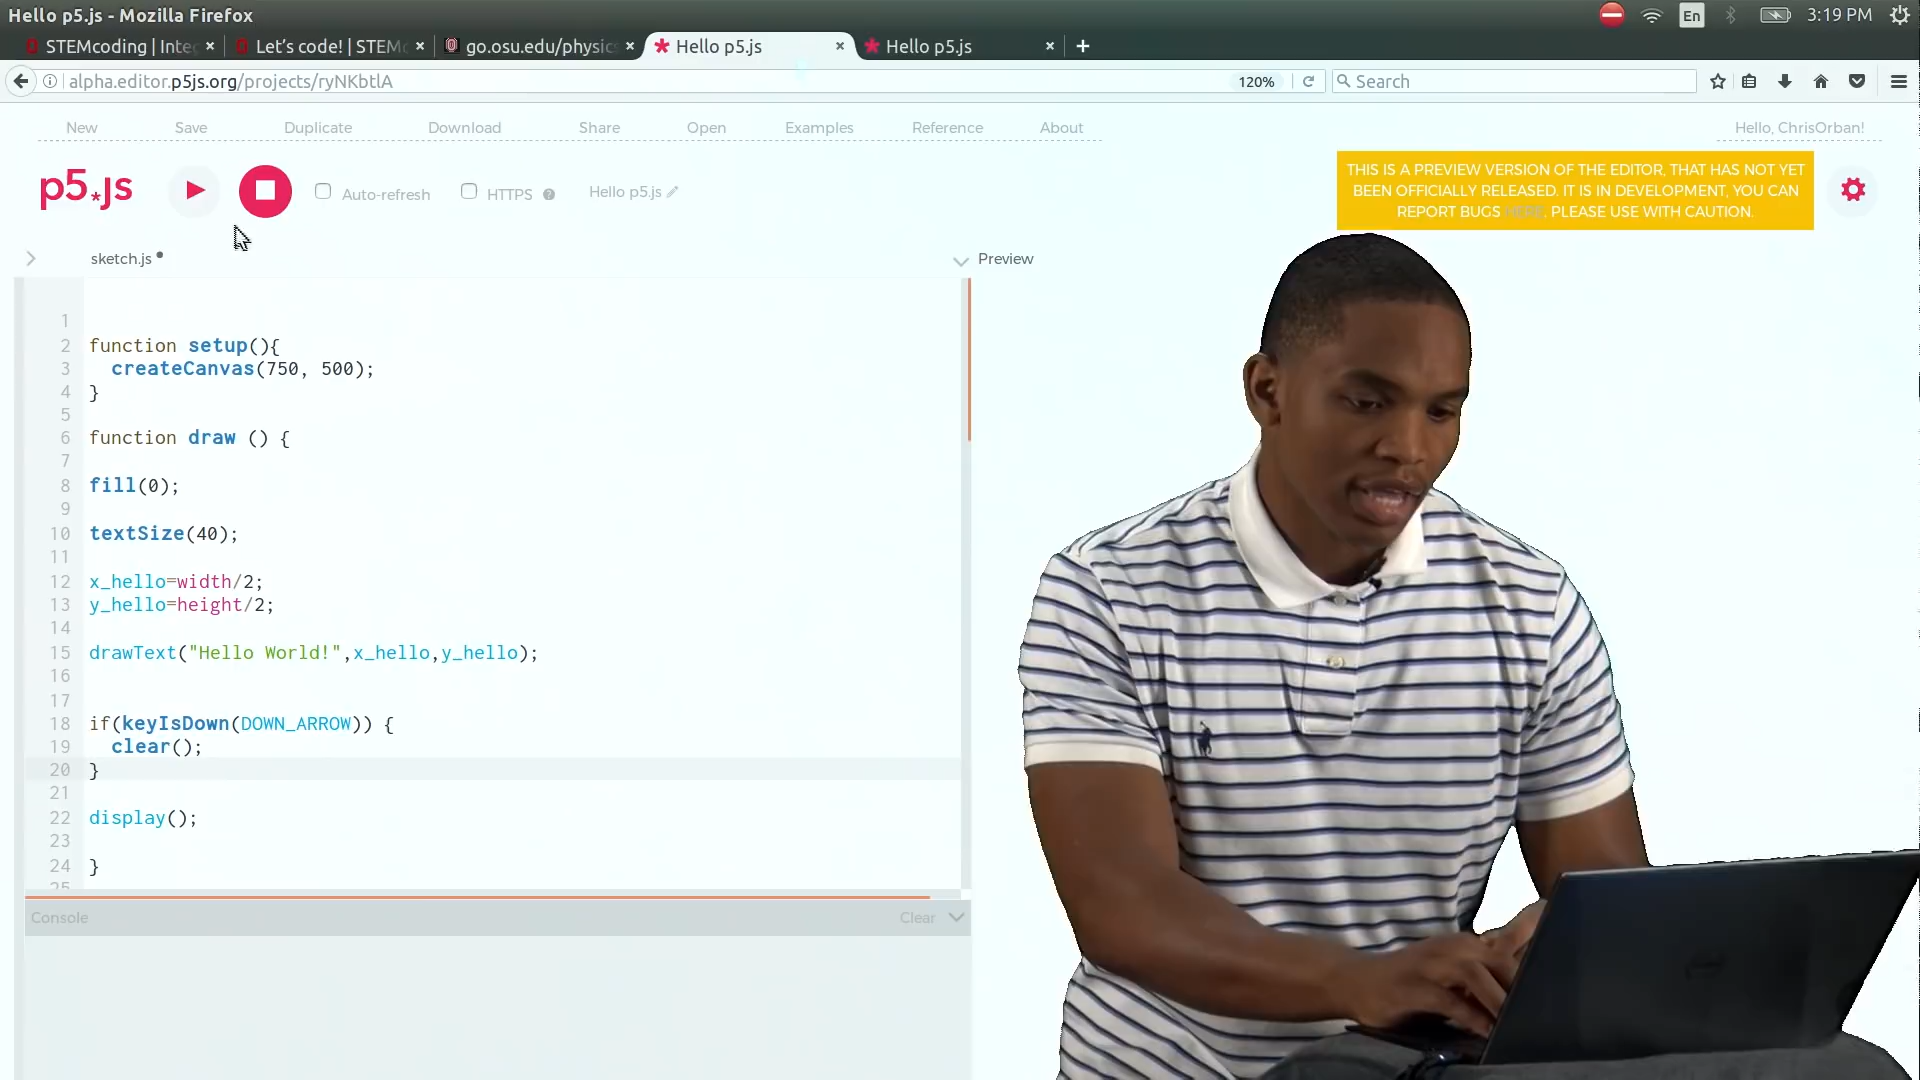 Hello p5.js - Mozilla Firefox
En
3:19 PM
STEMcoding | Inte
Let's code! | STEMc
go.osu.edu/physics
Hello p5.js
Hello p5.js
alpha.editor.p5js.org/projects/ryNKbtlA
120%
Search
New
Save
Duplicate
Download
Share
Open
Examples
Reference
About
Hello, ChrisOrban!
p5.js
Auto-refresh
HTTPS
Hello p5.js
THIS IS A PREVIEW VERSION OF THE EDITOR, THAT HAS NOT YET
BEEN OFFICIALLY RELEASED. IT IS IN DEVELOPMENT, YOU CAN
REPORT BUGS HERE. PLEASE USE WITH CAUTION.
sketch.js
Preview
1
2 function setup(){
3 createCanvas(750, 500);
4 }
5
6 function draw () {
7
8 fill(0);
9
10 textSize(40);
11
12 x_hello=width/2;
13 y_hello=height/2;
14
15 drawText("Hello World!",x_hello,y_hello);
16
17
18 if(keyIsDown(DOWN_ARROW)) {
19 clear();
20 }
21
22 display();
23
24 }
25
Console
Clear